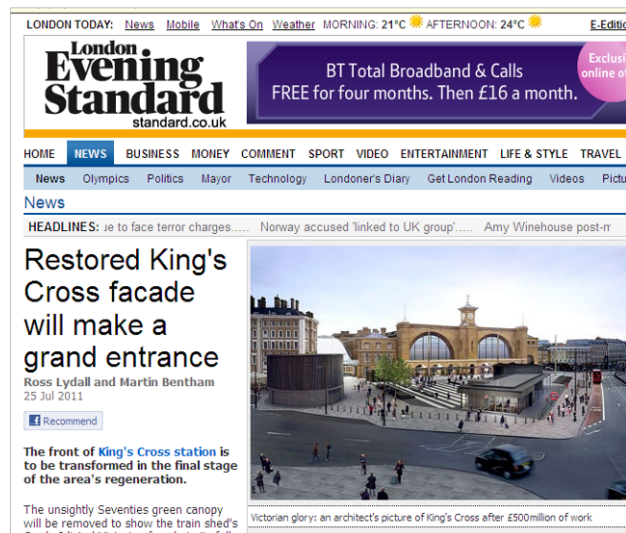 LONDON TODAY: News Mobile What's On Weather MORNING: 21°C AFTERNOON: 24°C
London
Evening
Standard
standard.co.uk
BT Total Broadband & Calls
FREE for four months. Then £16 a month.
online
HOME NEWS BUSINESS MONEY COMMENT SPORT VIDEO ENTERTAINMENT LIFE & STYLE TRAVEL
News Olympics Politics Mayor Technology Londoner's Diary Get London Reading Videos
News
HEADLINES: to face terror charges..... Norway accused 'linked to UK group'..... Amy Winehouse
Restored King's
Cross facade
will make a
grand entrance
Ross Lydall and Martin Bentham
25 Jul 2011
Recommend
The front of King's Cross station is
to be transformed in the final stage
of the area's regeneration.
The unsightly Seventies green canopy
will be removed to show the train shed's
Victorian glory: an architect's picture of King's Cross after £500million of work